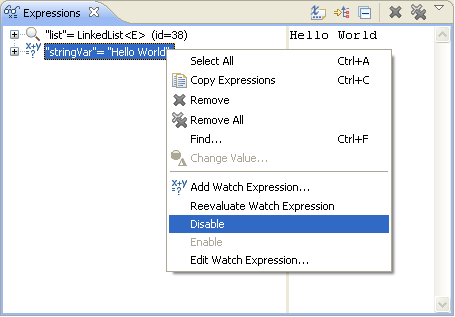 Expressions
"list"= LinkedList<E> (id=38)
"stringVar"= "Hello World"
Hello World
Select All Ctrl+A
Copy Expressions Ctrl+C
Remove
Remove All
Find... Ctrl+F
Change Value...
Add Watch Expression...
Reevaluate Watch Expression
Disable
Enable
Edit Watch Expression...